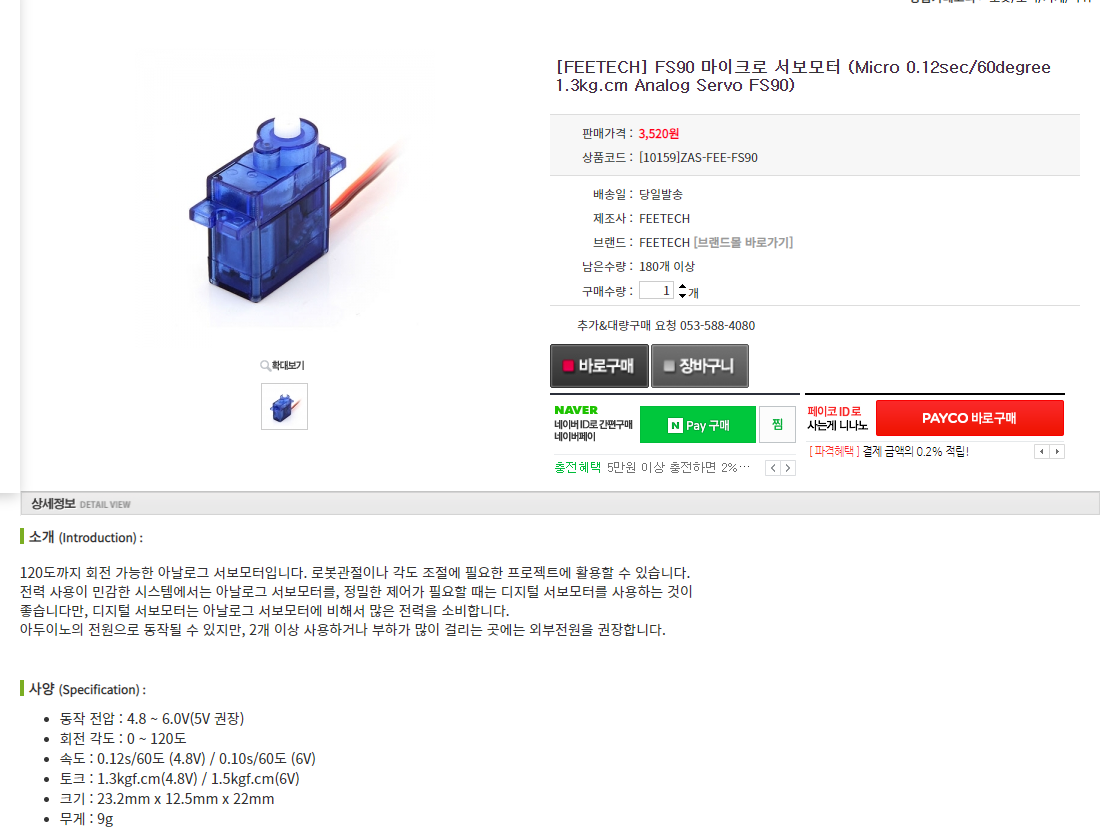 [FEETECH] FS90 마이크로 서보모터 (Micro 0.12sec/60degree
1.3kg.cm Analog Servo FS90)
판매가격 : 3,520원
상품코드 : [10159]ZAS-FEE-FS90
배송일 : 당일발송
제조사 : FEETECH
브랜드 : FEETECH [브랜드몰 바로가기]
남은수량 : 180개 이상
구매수량 : 1 개
추가&대량구매 요청 053-588-4080
확대보기
바로구매 장바구니
NAVER
네이버 ID로 간편구매
네이버페이
N Pay 구매 찜
충전혜택 5만원 이상 충전하면 2%···
페이코 ID로
사는게 니나노
PAYCO 바로구매
[ 파격혜택 ] 결제 금액의 0.2% 적립!
상세정보 DETAIL VIEW
소개 (Introduction) :
120도까지 회전 가능한 아날로그 서보모터입니다. 로봇관절이나 각도 조절에 필요한 프로젝트에 활용할 수 있습니다.
전력 사용이 민감한 시스템에서는 아날로그 서보모터를, 정밀한 제어가 필요할 때는 디지털 서보모터를 사용하는 것이
좋습니다만, 디지털 서보모터는 아날로그 서보모터에 비해서 많은 전력을 소비합니다.
아두이노의 전원으로 동작될 수 있지만, 2개 이상 사용하거나 부하가 많이 걸리는 곳에는 외부전원을 권장합니다.
사양 (Specification) :
• 동작 전압 : 4.8 ~ 6.0V(5V 권장)
• 회전 각도 : 0 ~ 120도
• 속도 : 0.12s/60도 (4.8V) / 0.10s/60도 (6V)
• 토크 : 1.3kgf.cm(4.8V) / 1.5kgf.cm(6V)
• 크기 : 23.2mm x 12.5mm x 22mm
• 무게 : 9g